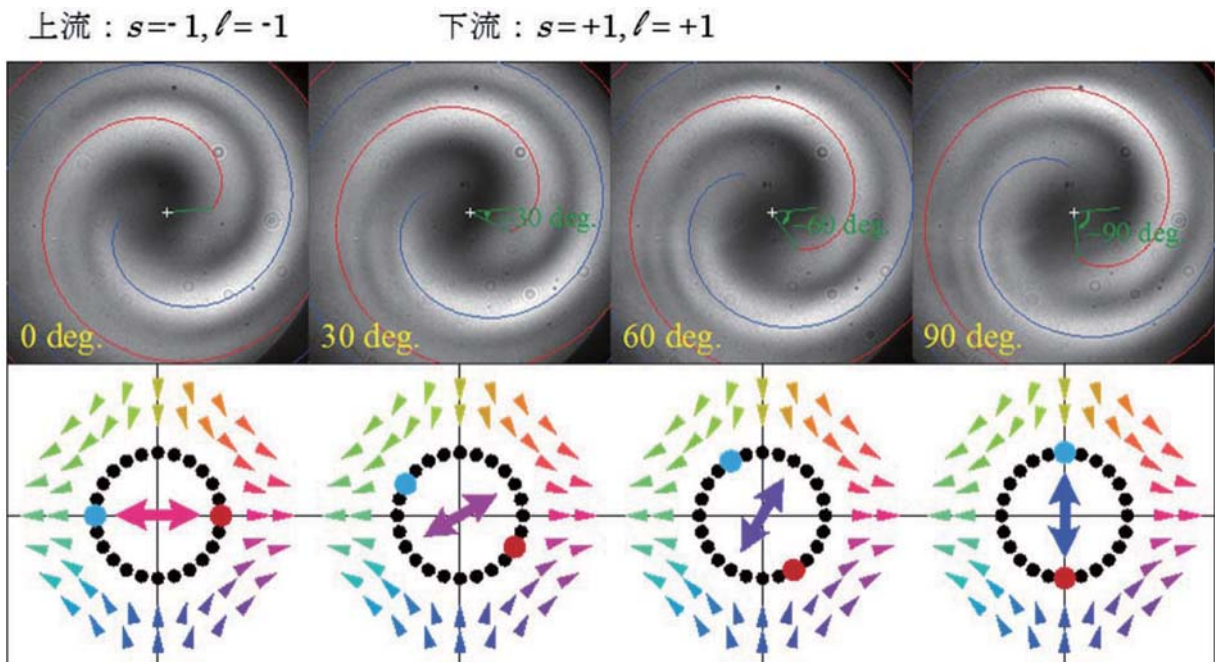 上流：s=-1, ℓ=-1
下流：s=+1, ℓ=+1
-30 deg.
-60 deg.
-90 deg
0 deg.
30 deg.
60 deg.
90 deg.